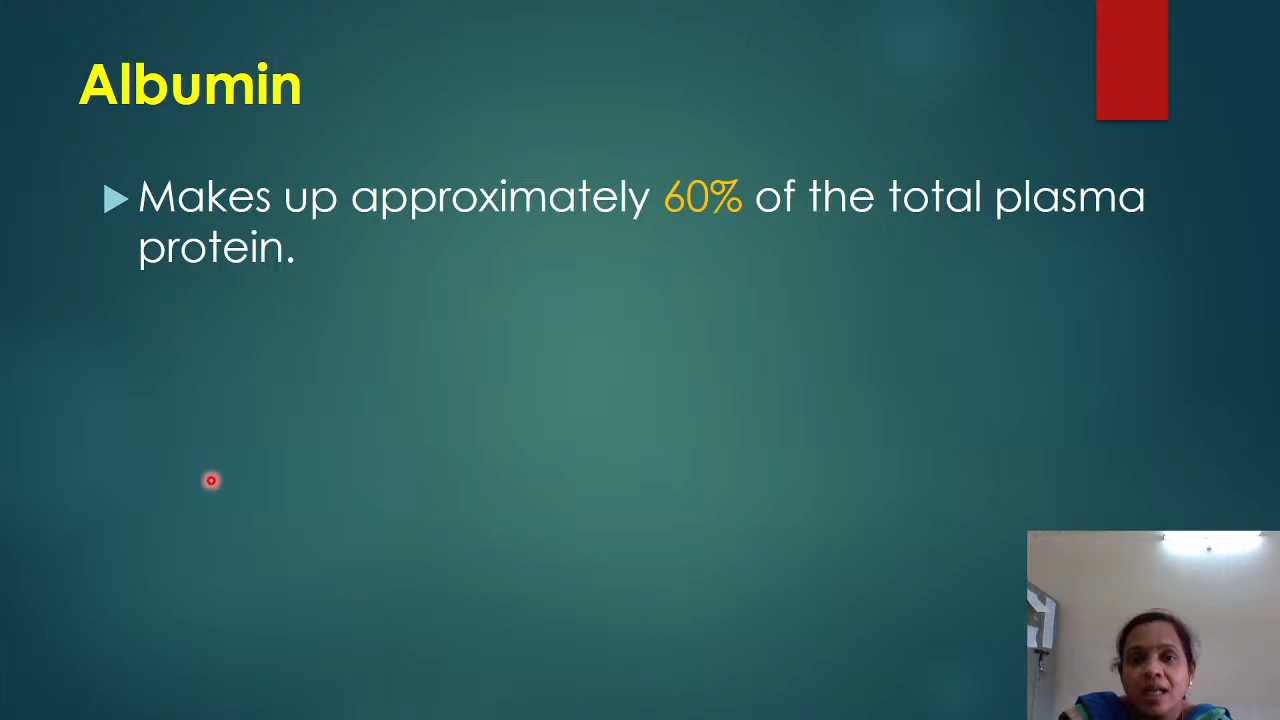 Albumin
Makes up approximately 60% of the total plasma
protein.